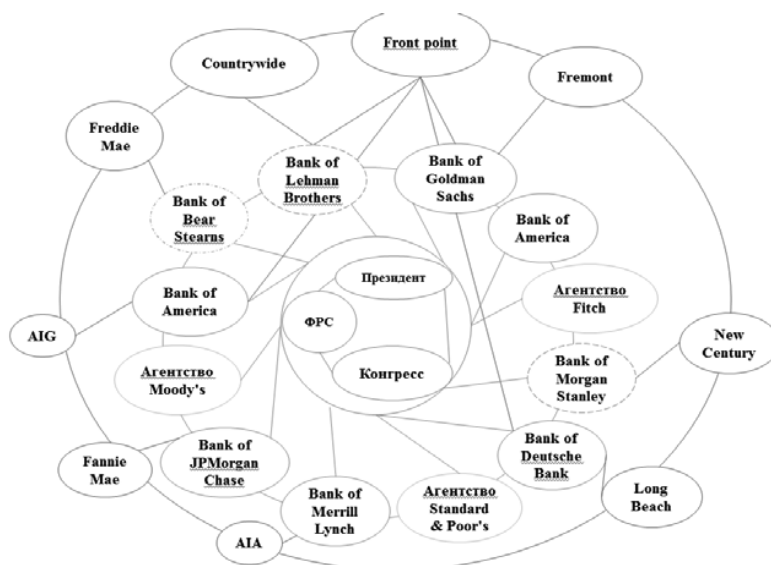 Front point
Countrywide
Fremont
Freddie
Mae
Bank of
Lehman
Brothers
Bank of
Goldman
Sachs
Bank of
Bear
Stearns
Bank of
America
Президент
Bank of
America
Агентство
Fitch
ФРС
AIG
New
Century
Агентство
Moody's
Конгресс
Bank of
Morgan
Stanley
Bank of
JPMorgan
Chase
Bank of
Deutsche
Bank
Fannie
Mae
Bank of
Merrill
Lynch
Агентство
Standard
& Poor's
Long
Beach
AIA